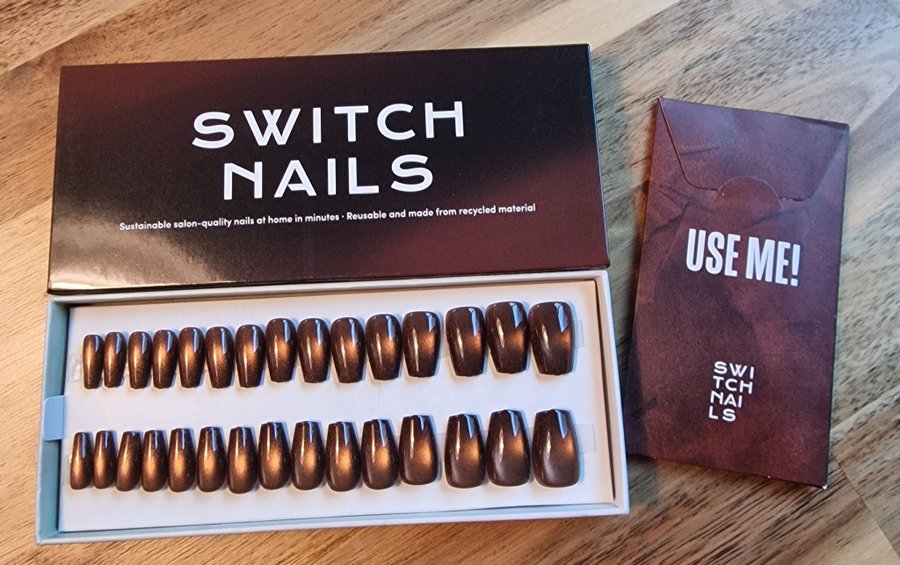 SWITCH
NAILS
Sustainable salon-quality nails at home in minutes · Reusable and made from recycled material
USE ME!
SWI
TCH
NAI
LS